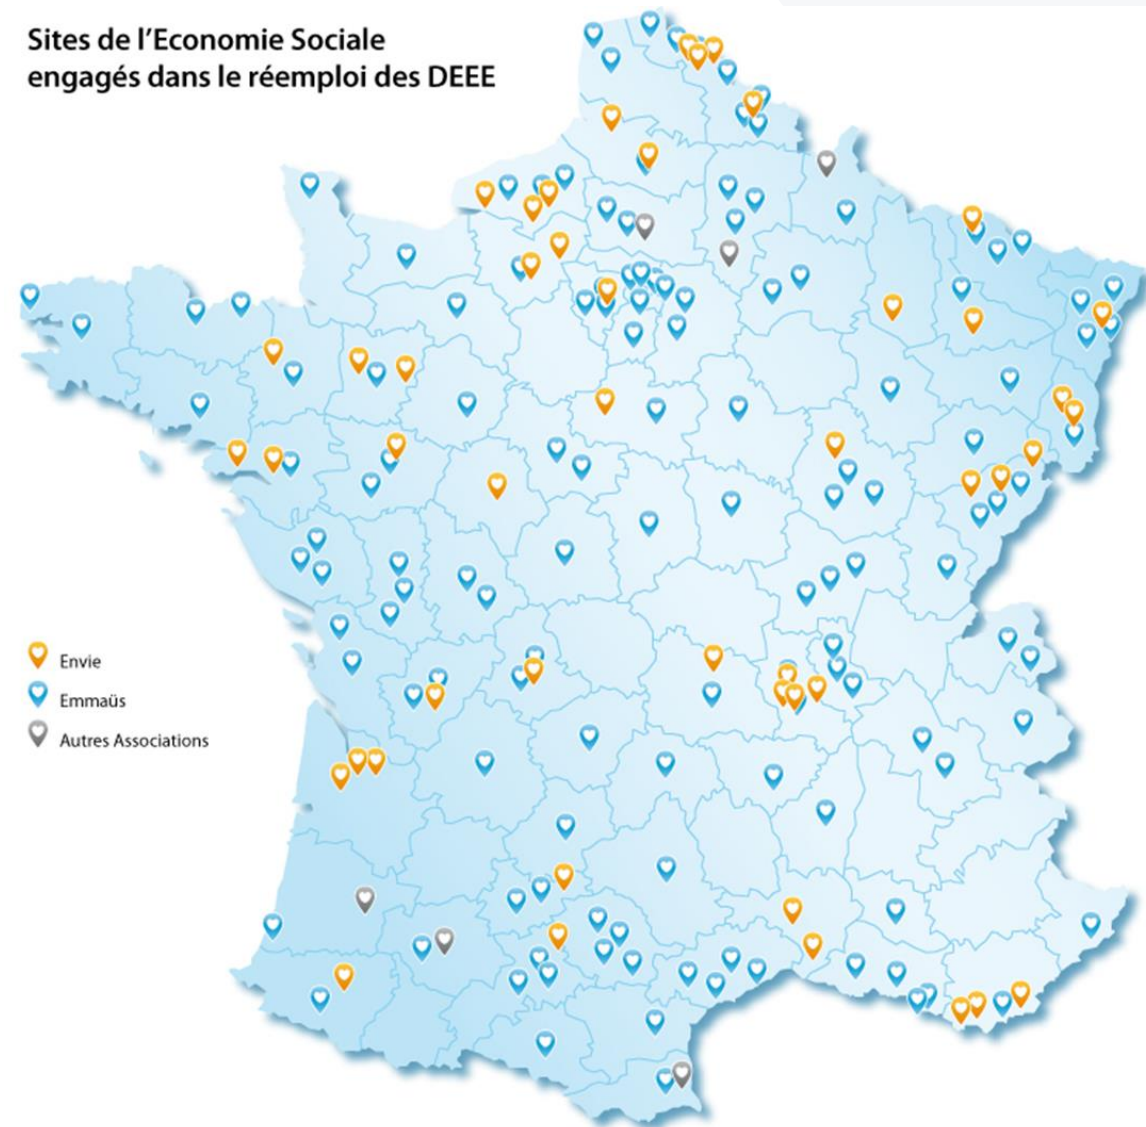 Sites de l'Economie Sociale
engagés dans le réemploi des DEEE
Envie
Emmaüs
Autres Associations